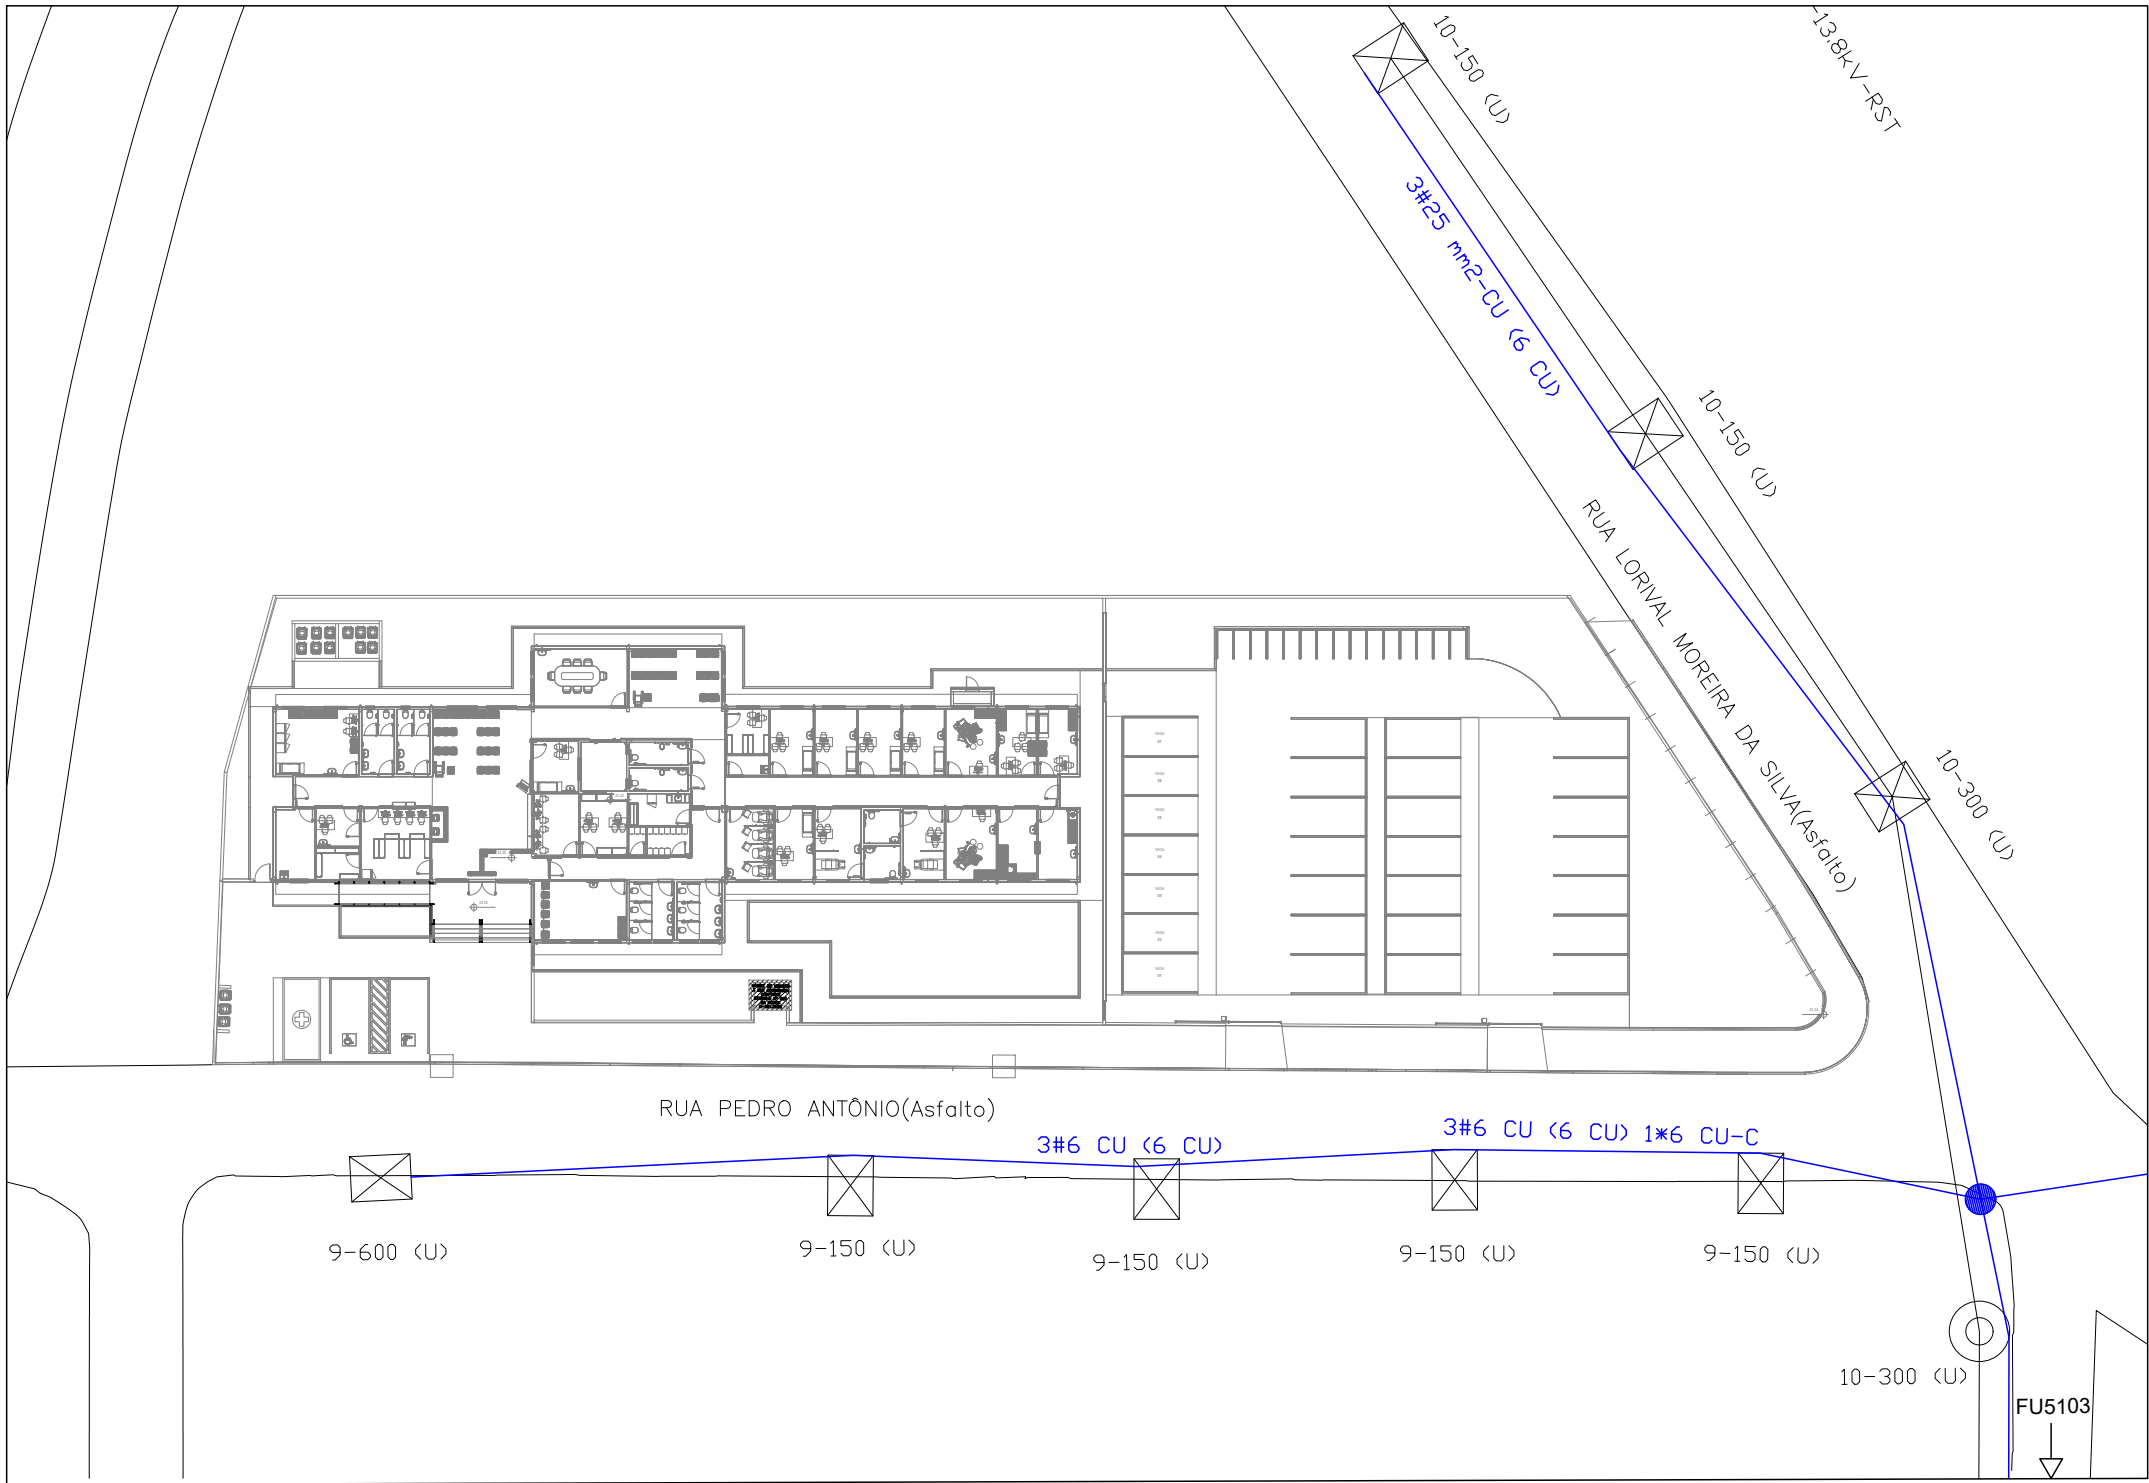 10-150 (U)
-13.8kV-RST
3#25 mm2-CU (6 CU)
10-150 (U)
RUA LORIVAL MOREIRA DA SILVA(Asfalto)
10-300 (U)
RUA PEDRO ANTÔNIO(Asfalto)
3#6 CU (6 CU)
3#6 CU (6 CU) 1*6 CU-C
9-600 (U)
9-150 (U)
9-150 (U)
9-150 (U)
9-150 (U)
10-300 (U)
FU5103